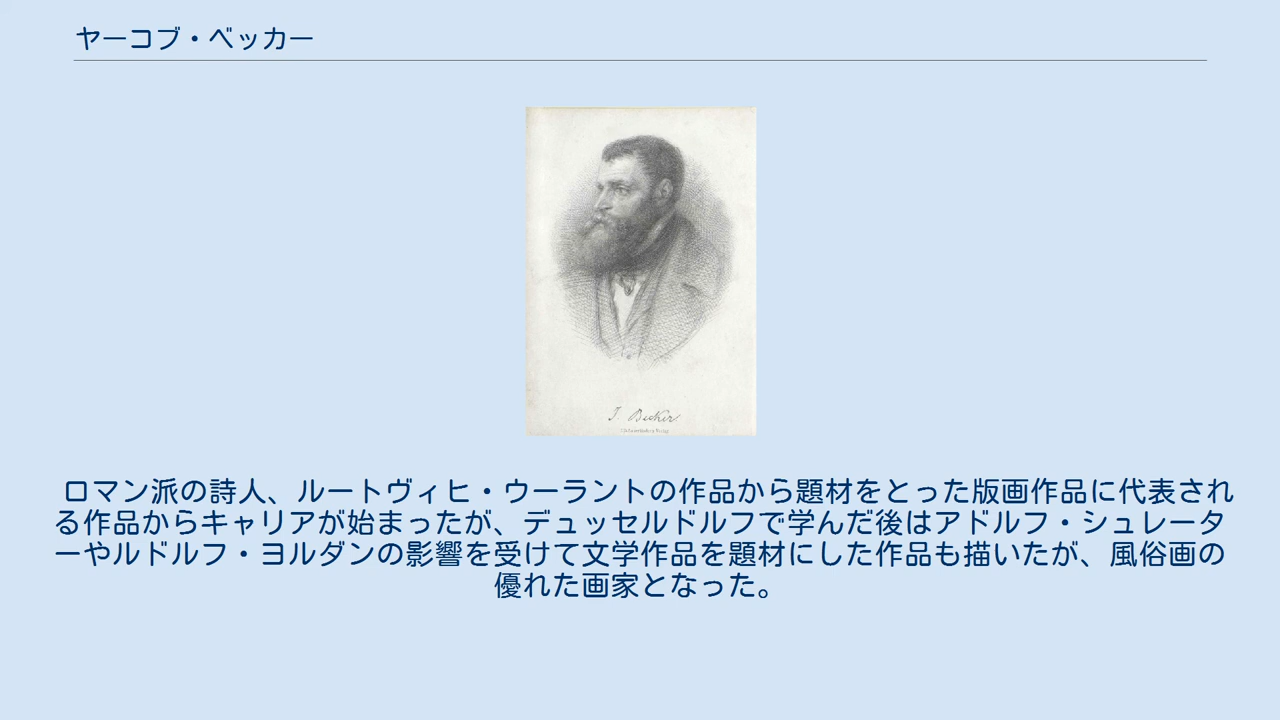 ヤーコブ・ベッカー
J. Becker
ロマン派の詩人、ルートヴィヒ・ウーラントの作品から題材をとった版画作品に代表され
る作品からキャリアが始まったが、デュッセルドルフで学んだ後はアドルフ・シュレータ
ーやルドルフ・ヨルダンの影響を受けて文学作品を題材にした作品も描いたが、風俗画の
優れた画家となった。